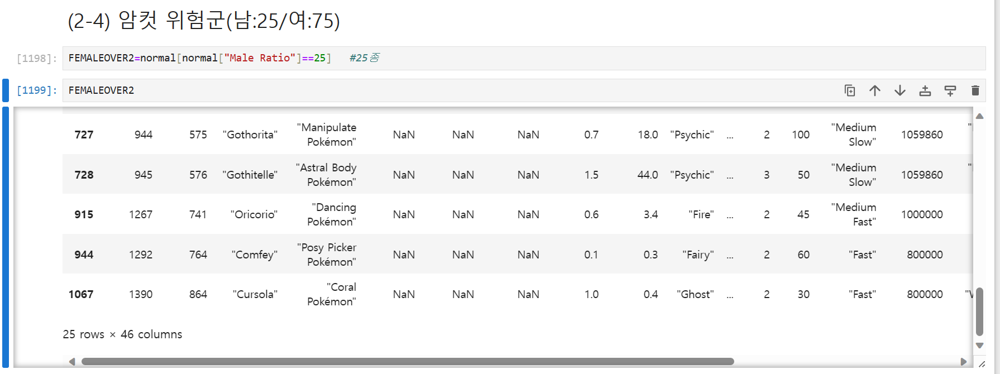 (2-4) 암컷 위험군(남:25/여:75)
[1198]: FEMALEOVER2=normal[normal["Male Ratio"]==25] #25종
[1199]: FEMALEOVER2
727 944 575 "Gothorita" "Manipulate Pokémon" NaN NaN NaN 0.7 18.0 "Psychic" ... 2 100 "Medium Slow" 1059860
728 945 576 "Gothitelle" "Astral Body Pokémon" NaN NaN NaN 1.5 44.0 "Psychic" ... 3 50 "Medium Slow" 1059860
915 1267 741 "Oricorio" "Dancing Pokémon" NaN NaN NaN 0.6 3.4 "Fire" ... 2 45 "Medium Fast" 1000000
944 1292 764 "Comfey" "Posy Picker Pokémon" NaN NaN NaN 0.1 0.3 "Fairy" ... 2 60 "Fast" 800000
1067 1390 864 "Cursola" "Coral Pokémon" NaN NaN NaN 1.0 0.4 "Ghost" ... 2 30 "Fast" 800000
25 rows × 46 columns